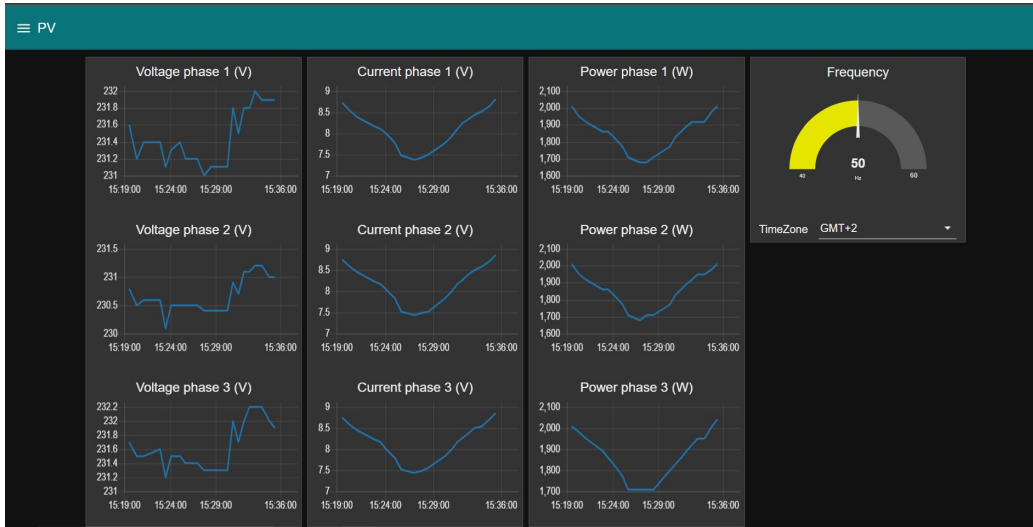 PV
Voltage phase 1 (V)
232
231.8
231.6
231.4
231.2
231
15:19:00 15:24:00 15:29:00 15:36:00
Current phase 1 (V)
9
8.5
8
7.5
7
15:19:00 15:24:00 15:29:00 15:36:00
Power phase 1 (W)
2,100
2,000
1,900
1,800
1,700
1,600
15:19:00 15:24:00 15:29:00 15:36:00
Frequency
50
40 Hz 60
TimeZone GMT+2
Voltage phase 2 (V)
231.5
231
230.5
230
15:19:00 15:24:00 15:29:00 15:36:00
Current phase 2 (V)
9
8.5
8
7.5
7
15:19:00 15:24:00 15:29:00 15:36:00
Power phase 2 (W)
2,100
2,000
1,900
1,800
1,700
1,600
15:19:00 15:24:00 15:29:00 15:36:00
Voltage phase 3 (V)
232.2
232
231.8
231.6
231.4
231.2
231
15:19:00 15:24:00 15:29:00 15:36:00
Current phase 3 (V)
9
8.5
8
7.5
7
15:19:00 15:24:00 15:29:00 15:36:00
Power phase 3 (W)
2,100
2,000
1,900
1,800
1,700
15:19:00 15:24:00 15:29:00 15:36:00